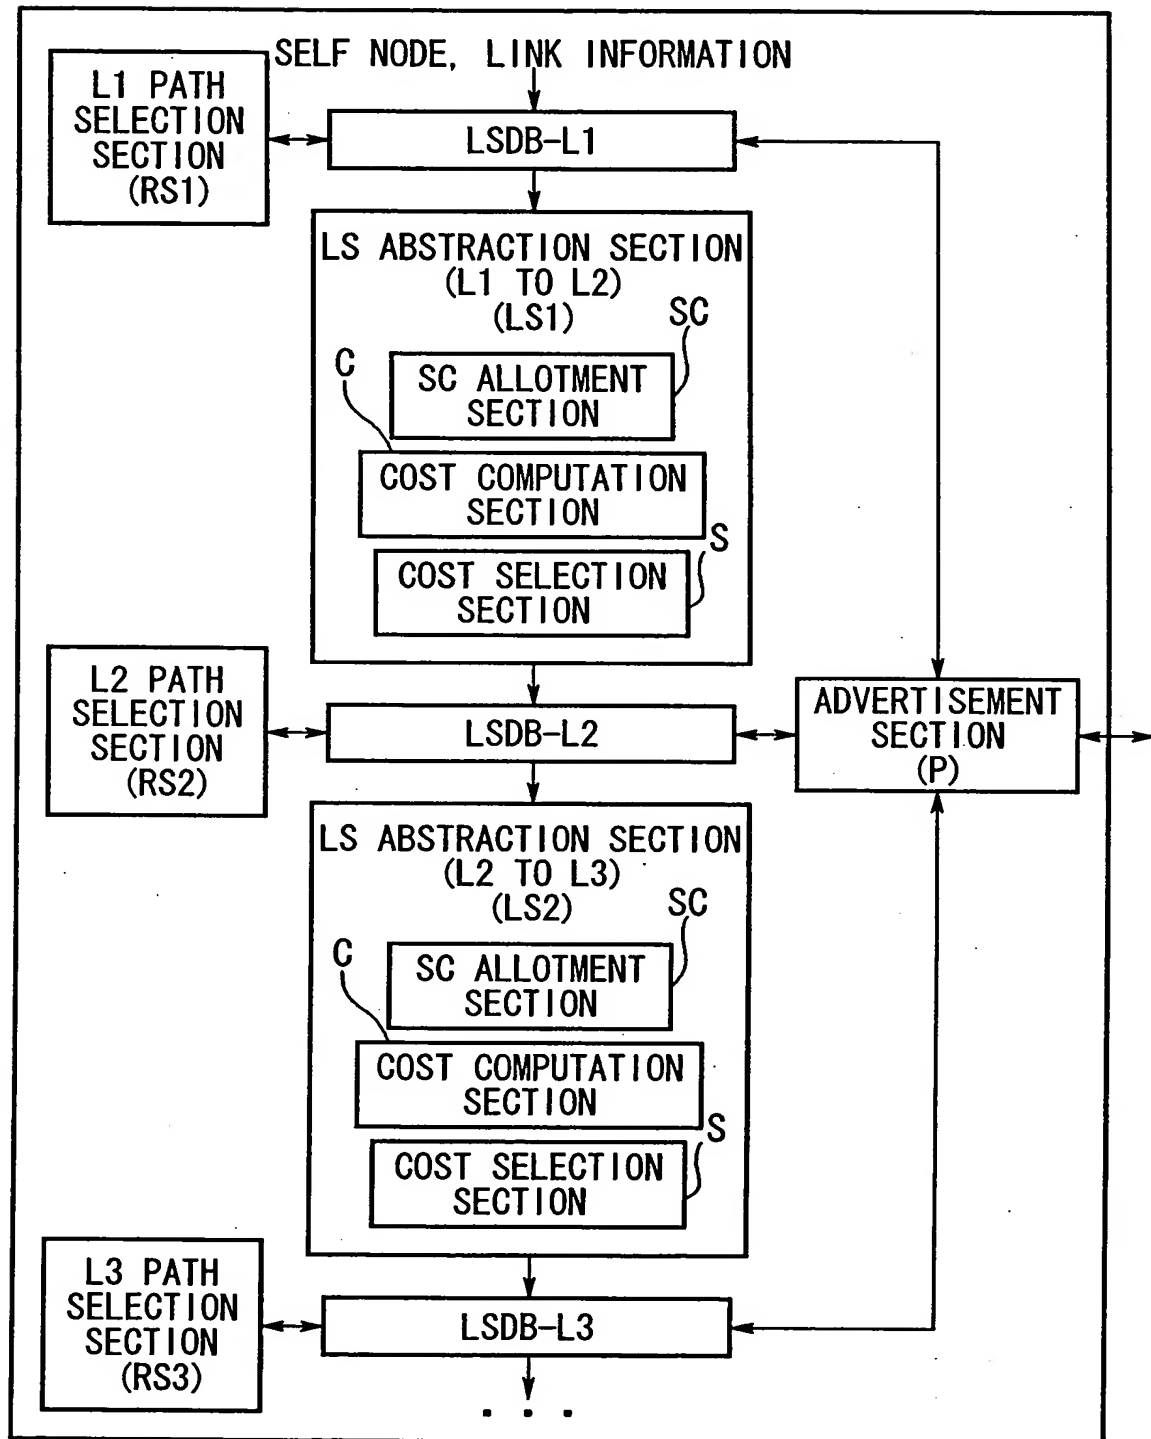 SELF NODE, LINK INFORMATION
L1 PATH
SELECTION
SECTION
(RS1)
LSDB-L1
LS ABSTRACTION SECTION
(L1 TO L2)
(LS1)
SC
C
SC ALLOTMENT
SECTION
COST COMPUTATION
SECTION
S
COST SELECTION
SECTION
L2 PATH
SELECTION
SECTION
(RS2)
LSDB-L2
ADVERTISEMENT
SECTION
(P)
LS ABSTRACTION SECTION
(L2 TO L3)
(LS2)
SC
C
SC ALLOTMENT
SECTION
COST COMPUTATION
SECTION
S
COST SELECTION
SECTION
L3 PATH
SELECTION
SECTION
(RS3)
LSDB-L3
. . .